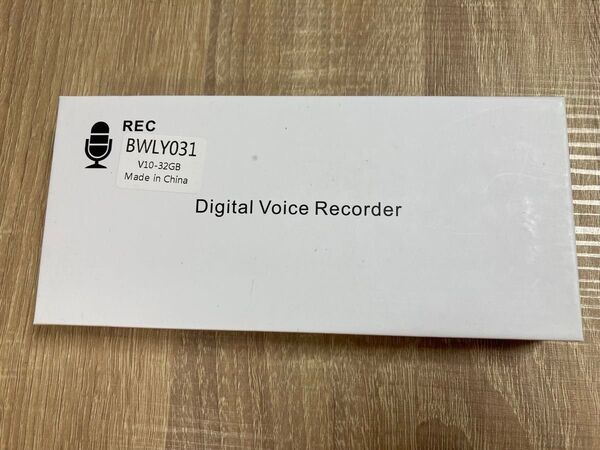 REC
BWLY031
V10-32GB
Made in China
Digital Voice Recorder